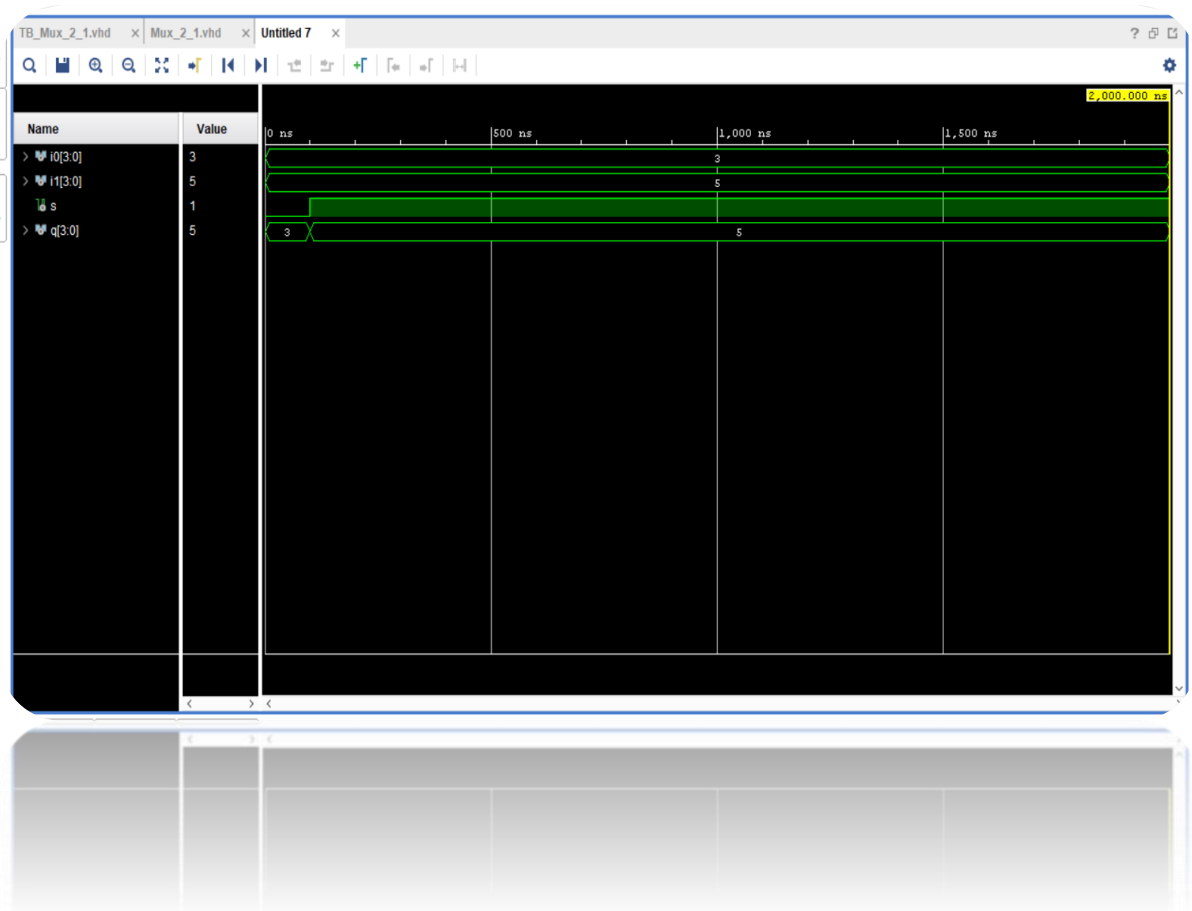 TB_Mux_2_1.vhd × Mux_2_1.vhd × Untitled 7 ×
2,000.000 ns
Name Value |0 ns |500 ns |1,000 ns |1,500 ns
i0[3:0] 3 3
i1[3:0] 5 5
s 1
q[3:0] 5 3 5